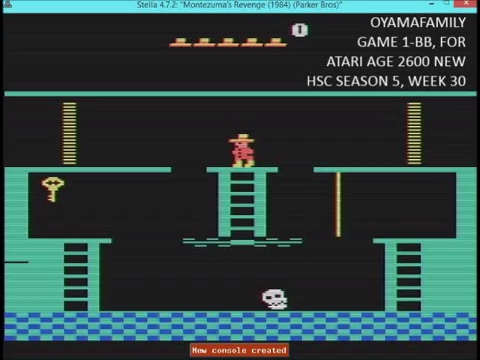 Stella 4.7.2: "Montezuma's Revenge (1984) (Parker Bros)"
0
OYAMAFAMILY
GAME 1-BB, FOR
ATARI AGE 2600 NEW
HSC SEASON 5, WEEK 30
New console created